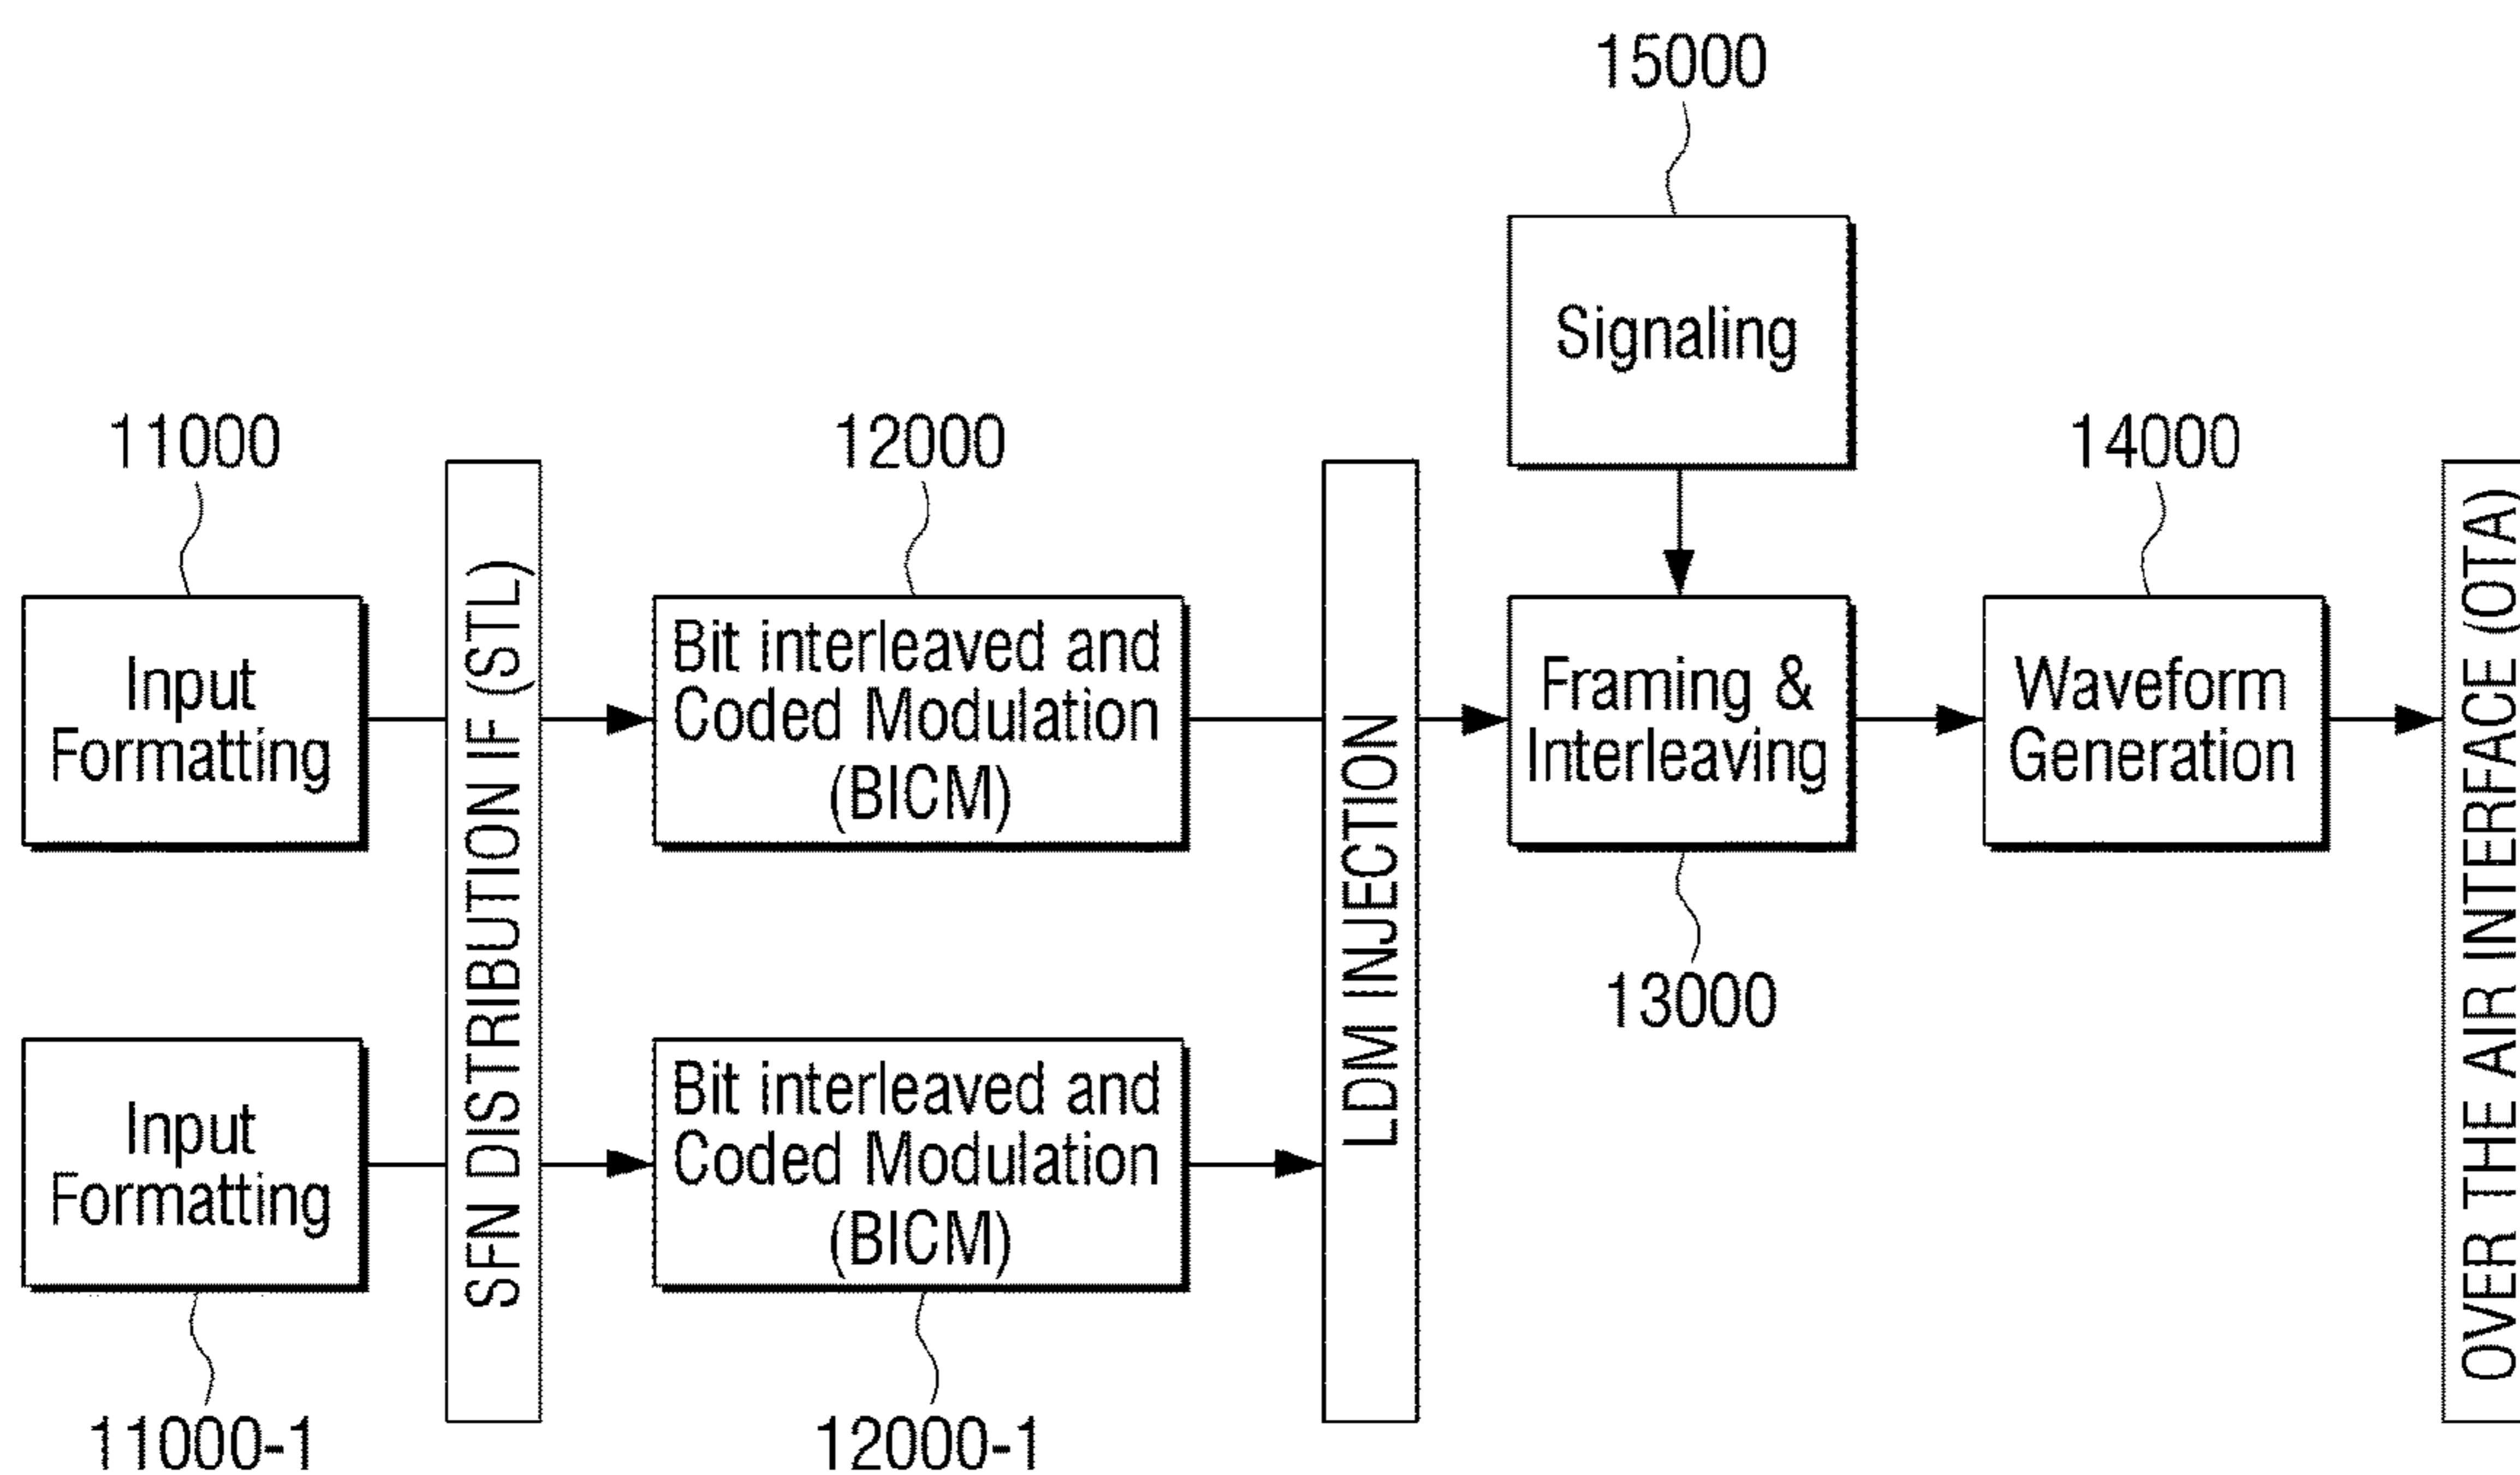 15000
Signaling
11000
12000
14000
Input
Formatting
SFN DISTRIBUTION IF (STL)
Bit interleaved and
Coded Modulation
(BICM)
LDM INJECTION
Framing &
Interleaving
Waveform
Generation
OVER THE AIR INTERFACE (OTA)
13000
Input
Formatting
Bit interleaved and
Coded Modulation
(BICM)
11000-1
12000-1